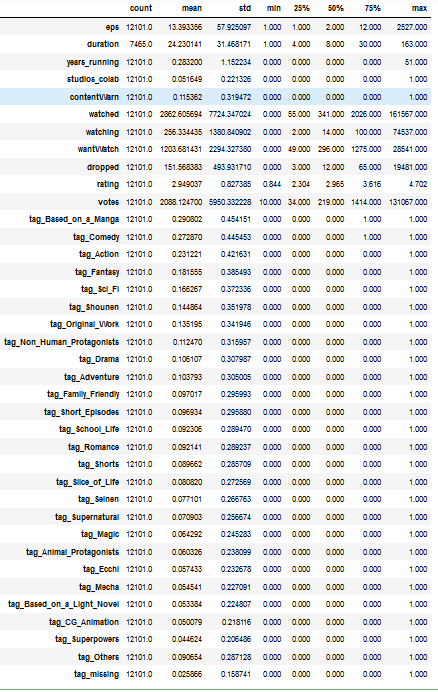 count mean std min 25% 50% 75% max
eps 12101.0 13.393356 57.925097 1.000 1.000 2.000 12.000 2527.000
duration 7465.0 24.230141 31.468171 1.000 4.000 8.000 30.000 163.000
years_running 12101.0 0.283200 1.152234 0.000 0.000 0.000 0.000 51.000
studios_colab 12101.0 0.051649 0.221326 0.000 0.000 0.000 0.000 1.000
contentWarn 12101.0 0.115362 0.319472 0.000 0.000 0.000 0.000 1.000
watched 12101.0 2862.605694 7724.347024 0.000 55.000 341.000 2026.000 161567.000
watching 12101.0 256.334435 1380.840902 0.000 2.000 14.000 100.000 74537.000
wantWatch 12101.0 1203.681431 2294.327380 0.000 49.000 296.000 1275.000 28541.000
dropped 12101.0 151.568383 493.931710 0.000 3.000 12.000 65.000 19481.000
rating 12101.0 2.949037 0.827385 0.844 2.304 2.965 3.616 4.702
votes 12101.0 2088.124700 5950.332228 10.000 34.000 219.000 1414.000 131067.000
tag_Based_on_a_Manga 12101.0 0.290802 0.454151 0.000 0.000 0.000 1.000 1.000
tag_Comedy 12101.0 0.272870 0.445453 0.000 0.000 0.000 1.000 1.000
tag_Action 12101.0 0.231221 0.421631 0.000 0.000 0.000 0.000 1.000
tag_Fantasy 12101.0 0.181555 0.385493 0.000 0.000 0.000 0.000 1.000
tag_Sci_Fi 12101.0 0.166267 0.372336 0.000 0.000 0.000 0.000 1.000
tag_Shounen 12101.0 0.144864 0.351978 0.000 0.000 0.000 0.000 1.000
tag_Original_Work 12101.0 0.135195 0.341946 0.000 0.000 0.000 0.000 1.000
tag_Non_Human_Protagonists 12101.0 0.112470 0.315957 0.000 0.000 0.000 0.000 1.000
tag_Drama 12101.0 0.106107 0.307987 0.000 0.000 0.000 0.000 1.000
tag_Adventure 12101.0 0.103793 0.305005 0.000 0.000 0.000 0.000 1.000
tag_Family_Friendly 12101.0 0.097017 0.295993 0.000 0.000 0.000 0.000 1.000
tag_Short_Episodes 12101.0 0.096934 0.295880 0.000 0.000 0.000 0.000 1.000
tag_School_Life 12101.0 0.092306 0.289470 0.000 0.000 0.000 0.000 1.000
tag_Romance 12101.0 0.092141 0.289237 0.000 0.000 0.000 0.000 1.000
tag_Shorts 12101.0 0.089662 0.285709 0.000 0.000 0.000 0.000 1.000
tag_Slice_of_Life 12101.0 0.080820 0.272569 0.000 0.000 0.000 0.000 1.000
tag_Seinen 12101.0 0.077101 0.266763 0.000 0.000 0.000 0.000 1.000
tag_Supernatural 12101.0 0.070903 0.256674 0.000 0.000 0.000 0.000 1.000
tag_Magic 12101.0 0.064292 0.245283 0.000 0.000 0.000 0.000 1.000
tag_Animal_Protagonists 12101.0 0.060326 0.238099 0.000 0.000 0.000 0.000 1.000
tag_Ecchi 12101.0 0.057433 0.232678 0.000 0.000 0.000 0.000 1.000
tag_Mecha 12101.0 0.054541 0.227091 0.000 0.000 0.000 0.000 1.000
tag_Based_on_a_Light_Novel 12101.0 0.053384 0.224807 0.000 0.000 0.000 0.000 1.000
tag_CG_Animation 12101.0 0.050079 0.218116 0.000 0.000 0.000 0.000 1.000
tag_Superpowers 12101.0 0.044624 0.206486 0.000 0.000 0.000 0.000 1.000
tag_Others 12101.0 0.090654 0.287128 0.000 0.000 0.000 0.000 1.000
tag_missing 12101.0 0.025866 0.158741 0.000 0.000 0.000 0.000 1.000